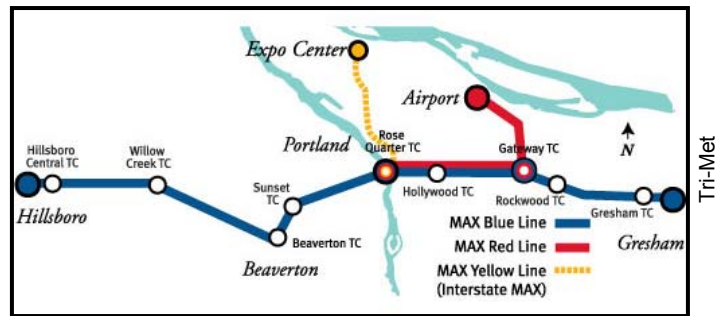 Expo Center
Airport
N
Portland
Rose
Quarter TC
Gateway TC
Hillsboro
Central TC
Willow
Creek TC
Sunset
TC
Hollywood TC
Rockwood TC
Gresham TC
Hillsboro
Beaverton TC
Beaverton
Gresham
MAX Blue Line
MAX Red Line
MAX Yellow Line
(Interstate MAX)
Tri-Met